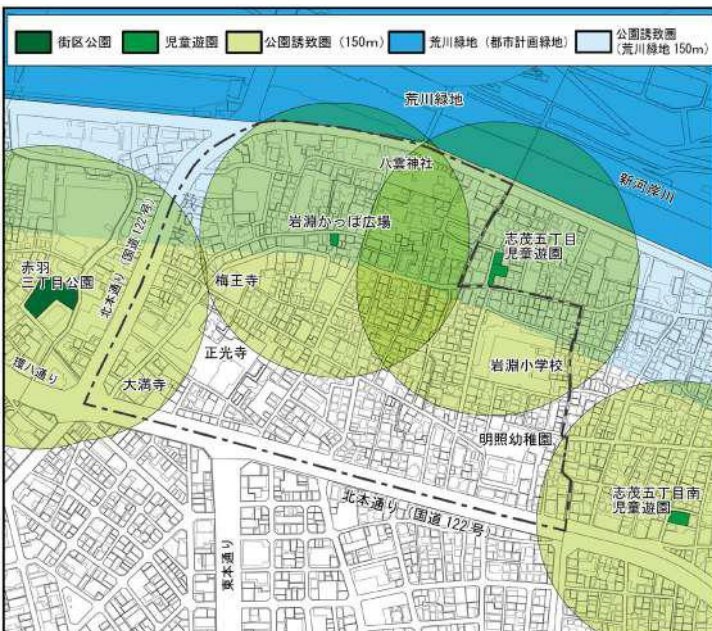 街区公園
児童遊園
公園誘致圏（150m）
荒川緑地（都市計画緑地）
公園誘致圏
（荒川緑地150m）
荒川緑地
八雲神社
新河岸川
岩淵かっぱ広場
志茂五丁目
児童遊園
北本通り（国道122号）
赤羽
三丁目公園
梅王寺
正光寺
岩淵小学校
環八通り
大満寺
明照幼稚園
志茂五丁目南
児童遊園
北本通り（国道122号）
東本通り